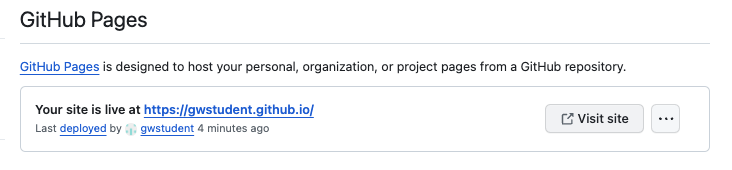 GitHub Pages
GitHub Pages is designed to host your personal, organization, or project pages from a GitHub repository.
Your site is live at https://gwstudent.github.io/
Last deployed by gwstudent 4 minutes ago
Visit site